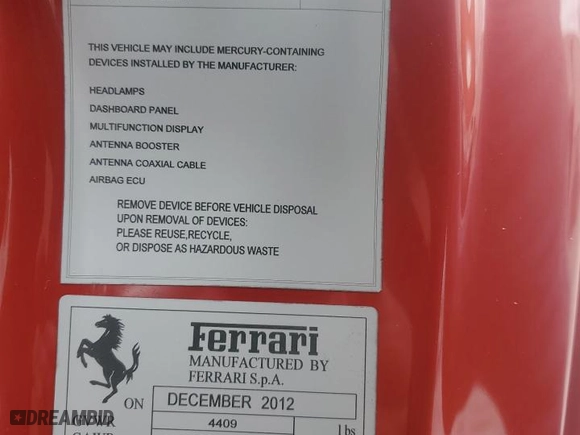 THIS VEHICLE MAY INCLUDE MERCURY-CONTAINING
DEVICES INSTALLED BY THE MANUFACTURER:
HEADLAMPS
DASHBOARD PANEL
MULTIFUNCTION DISPLAY
ANTENNA BOOSTER
ANTENNA COAXIAL CABLE
AIRBAG ECU
REMOVE DEVICE BEFORE VEHICLE DISPOSAL
UPON REMOVAL OF DEVICES:
PLEASE REUSE,RECYCLE,
OR DISPOSE AS HAZARDOUS WASTE
Ferrari
MANUFACTURED BY
FERRARI S.p.A.
ON DECEMBER 2012
GVWR 4409 lbs
DREAMBID